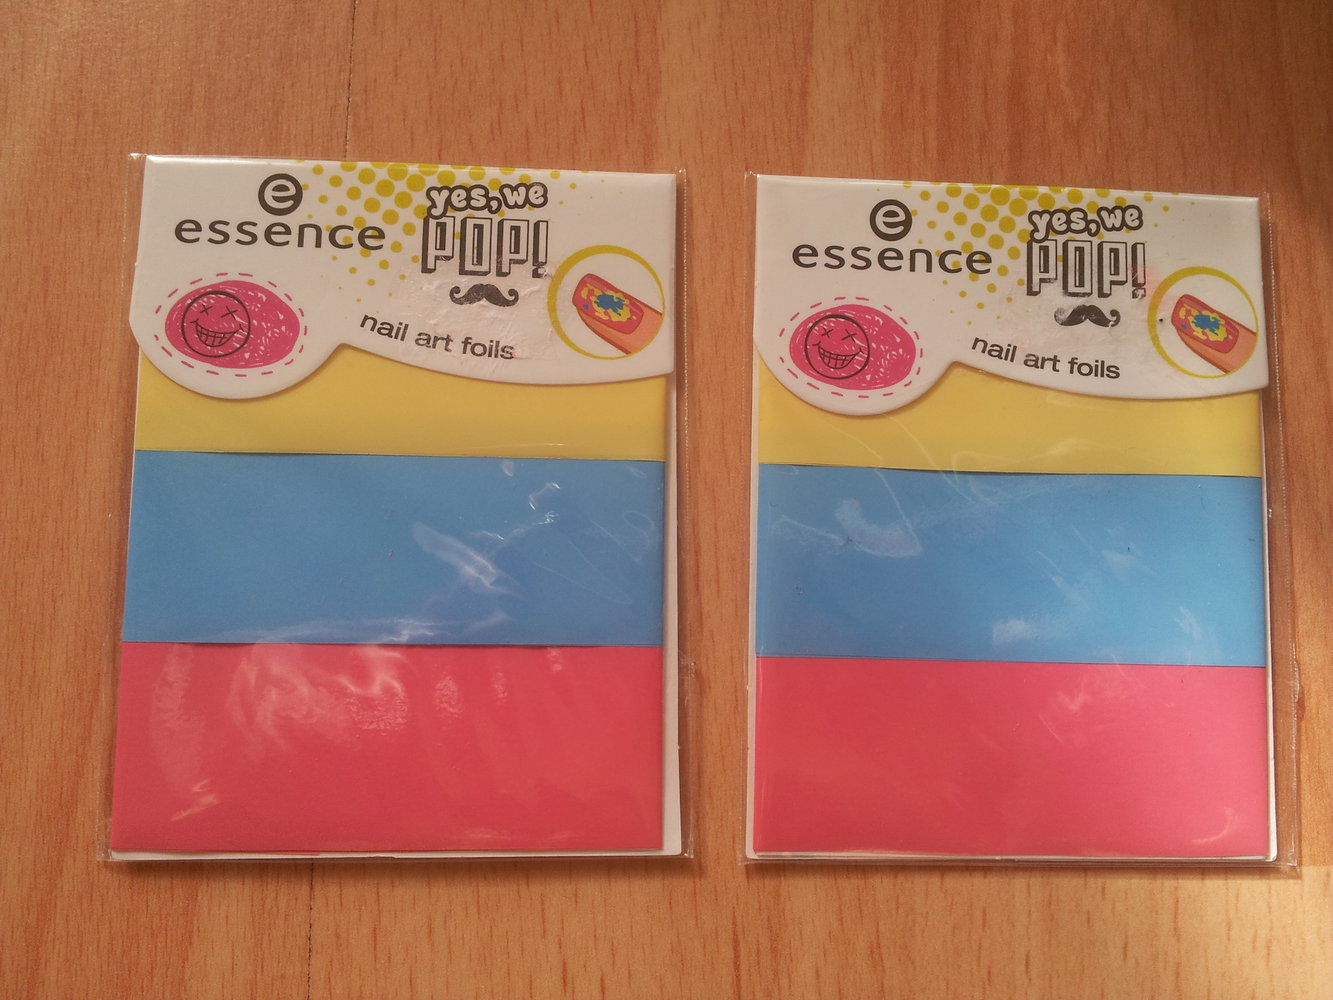 e
essence
yes, we
POP!
nail art foils
e
essence
yes, we
POP!
nail art foils